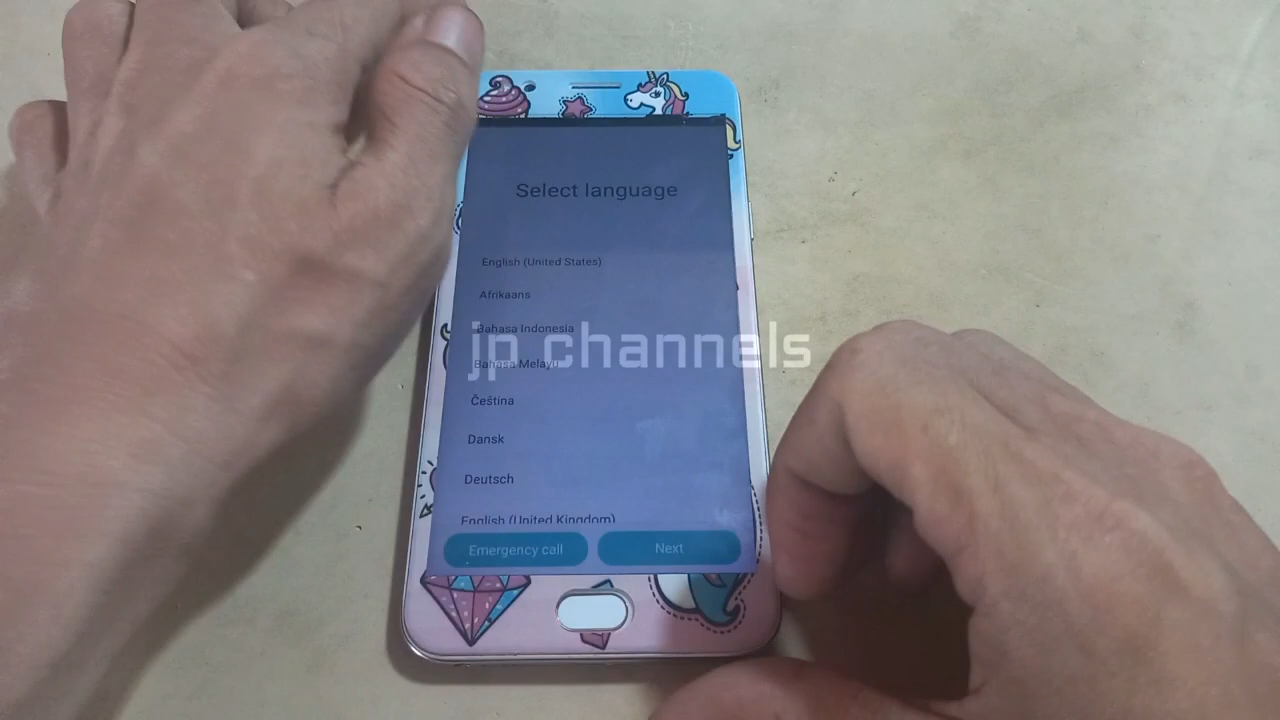 Select language
English (United States)
Afrikaans
Bahasa Indonesia
jp channels
Bahasa Melayu
Čeština
Dansk
Deutsch
English (United Kingdom)
Emergency call
Next